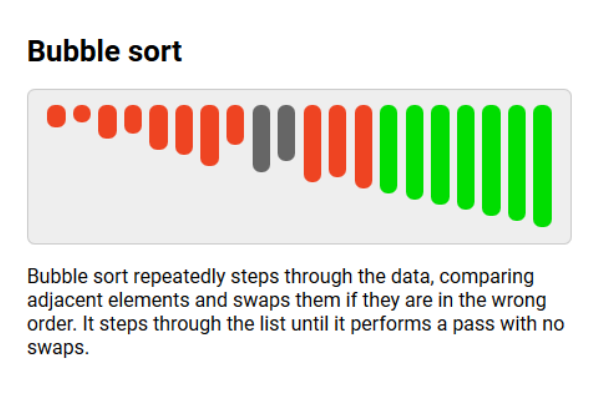 Bubble sort
Bubble sort repeatedly steps through the data, comparing
adjacent elements and swaps them if they are in the wrong
order. It steps through the list until it performs a pass with no
swaps.